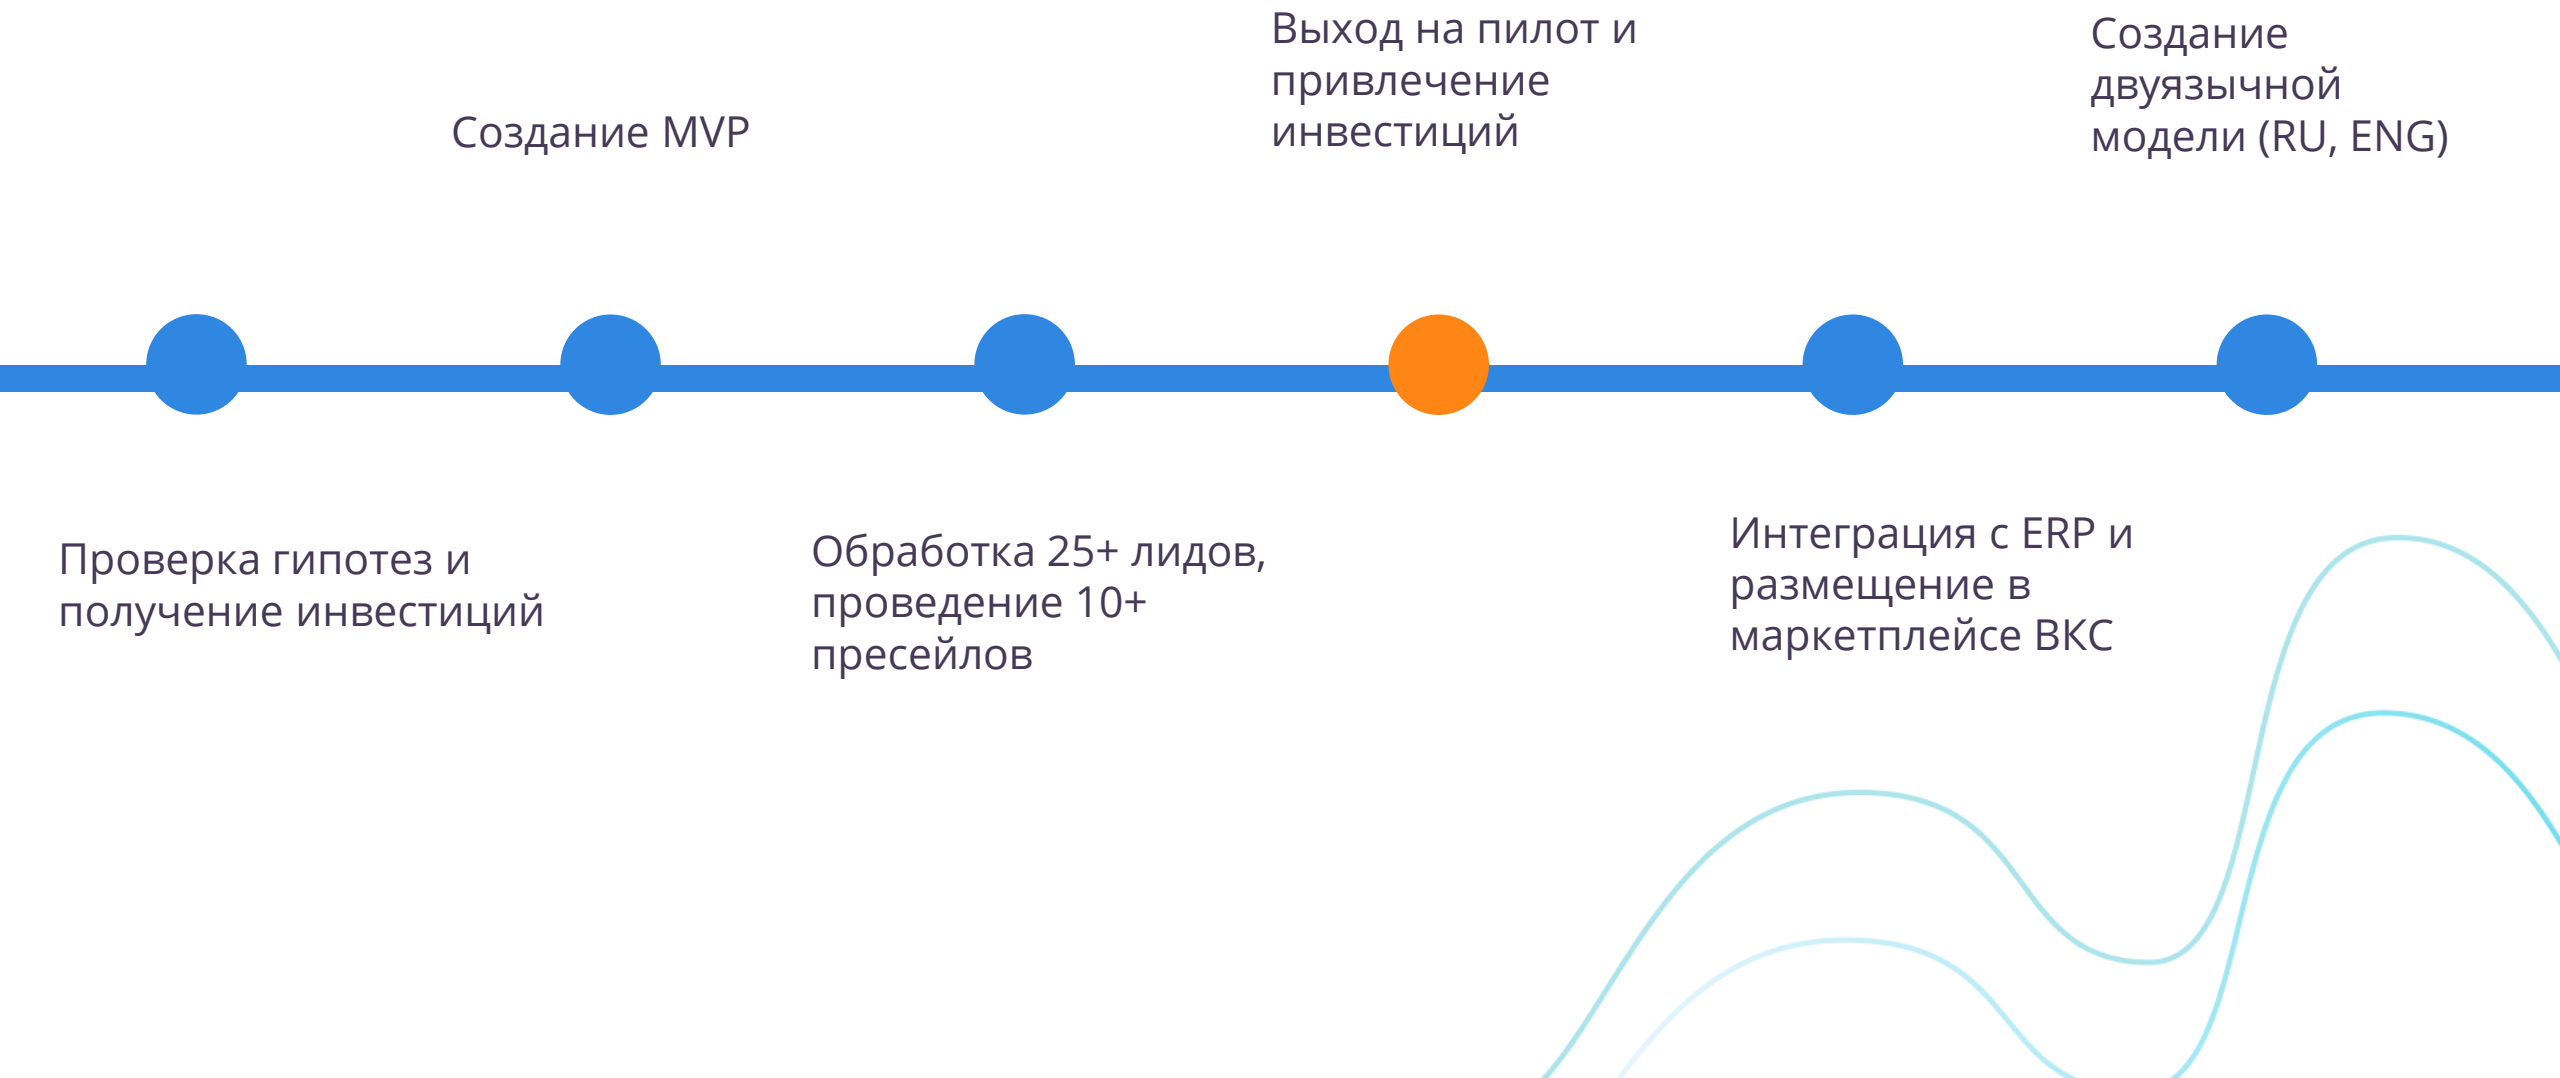 Выход на пилот и
привлечение
инвестиций
Создание
двуязычной
модели (RU, ENG)
Создание MVP
Проверка гипотез и
получение инвестиций
Обработка 25+ лидов,
проведение 10+
пресейлов
Интеграция с ERP и
размещение в
маркетплейсе ВКС